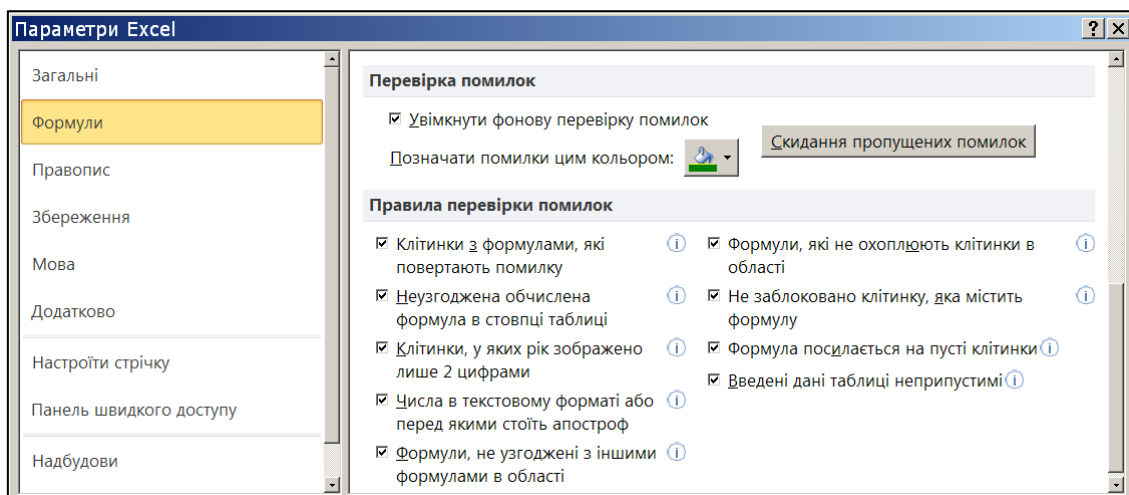 Параметри Excel
Загальні
Формули
Правопис
Збереження
Мова
Додатково
Настроїти стрічку
Панель швидкого доступу
Надбудови
Перевірка помилок
Увімкнути фонову перевірку помилок
Позначати помилки цим кольором:
Скидання пропущених помилок
Правила перевірки помилок
Клітинки з формулами, які
повертають помилку
Неузгоджена обчислена
формула в стовпці таблиці
Клітинки, у яких рік зображено
лише 2 цифрами
Числа в текстовому форматі або
перед якими стоїть апостроф
Формули, не узгоджені з іншими
формулами в області
Формули, які не охоплюють клітинки в
області
Не заблоковано клітинку, яка містить
формулу
Формула посилається на пусті клітинки
Введені дані таблиці неприпустимі